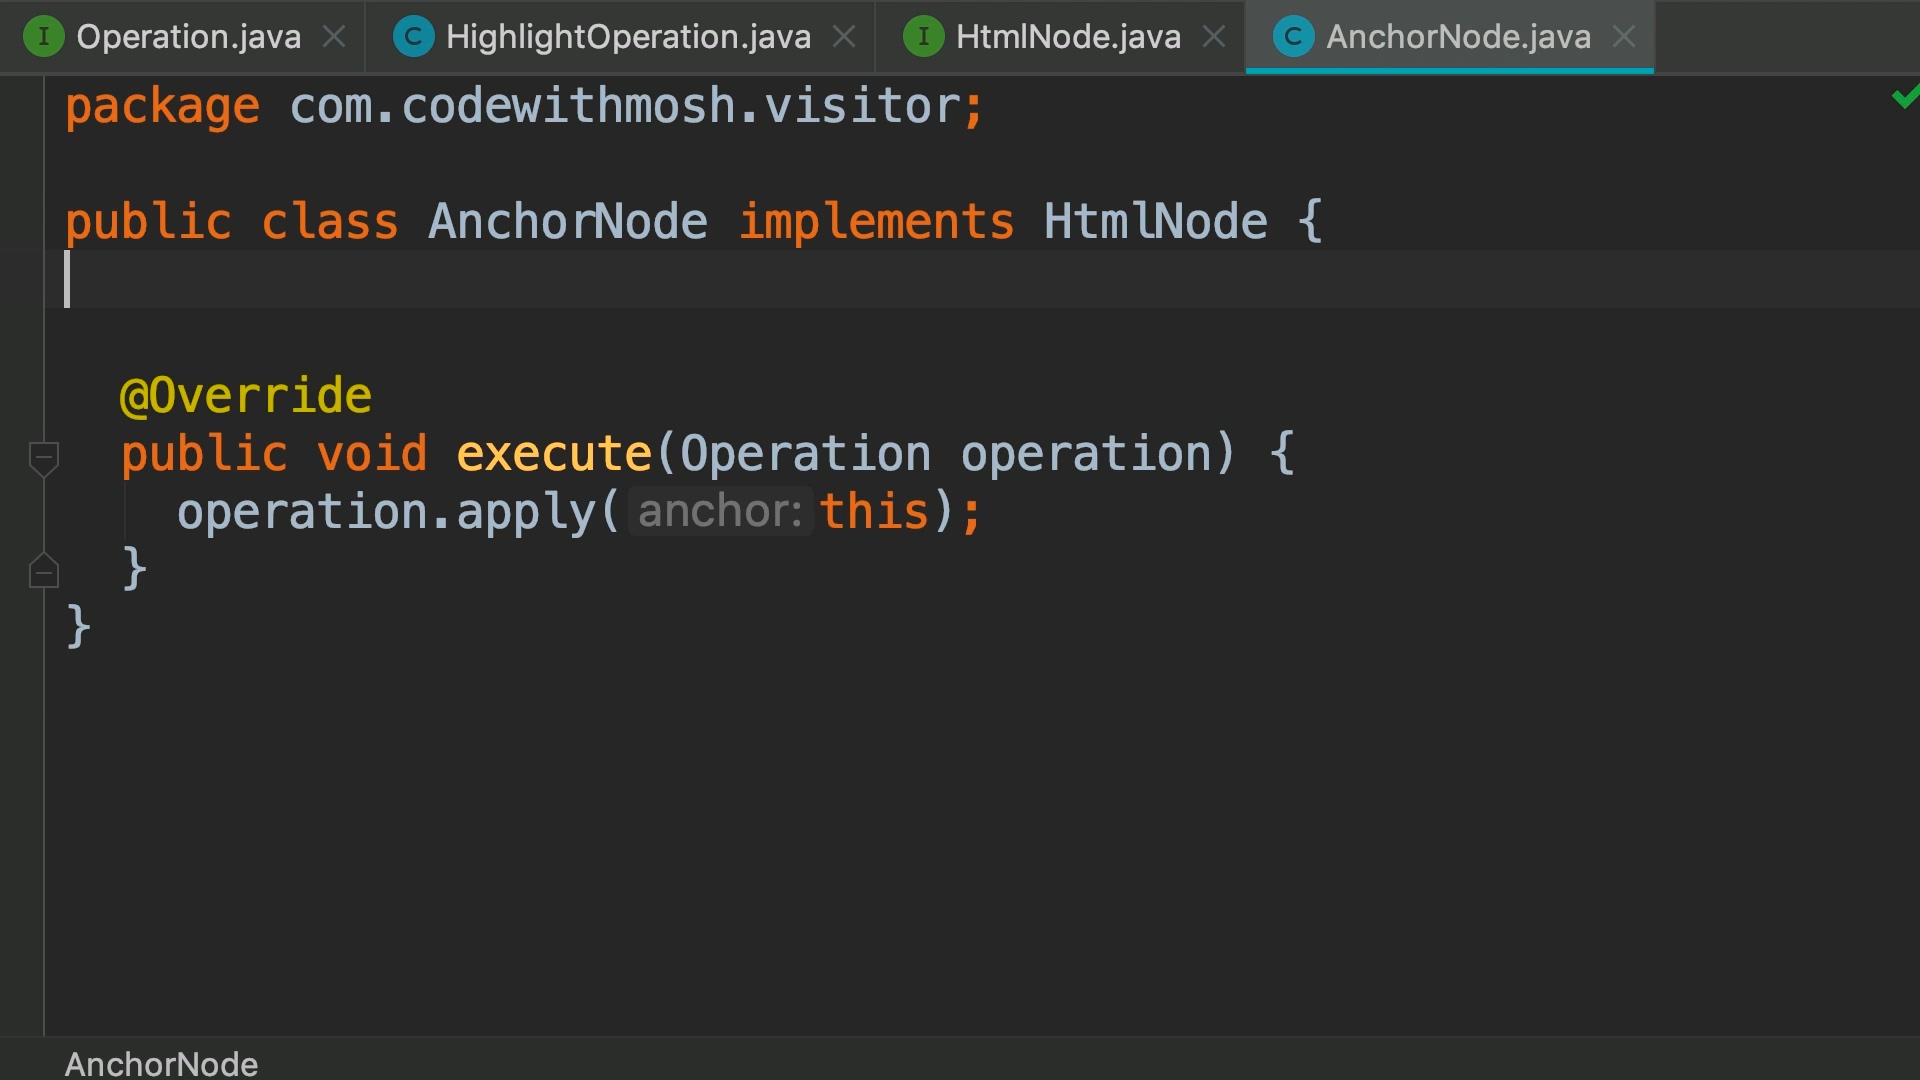 I Operation.java
C HighlightOperation.java
I HtmlNode.java
C AnchorNode.java
package com.codewithmosh.visitor;
public class AnchorNode implements HtmlNode {
@Override
public void execute(Operation operation) {
operation.apply( anchor: this);
}
}
AnchorNode